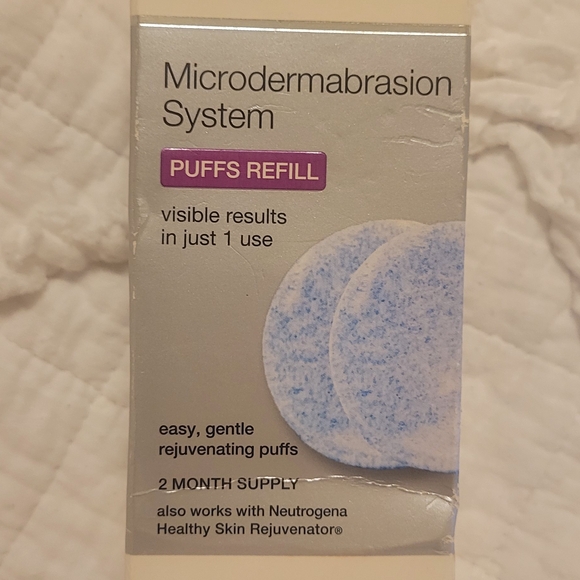 Microdermabrasion
System
PUFFS REFILL
visible results
in just 1 use
easy, gentle
rejuvenating puffs
2 MONTH SUPPLY
also works with Neutrogena
Healthy Skin Rejuvenator®